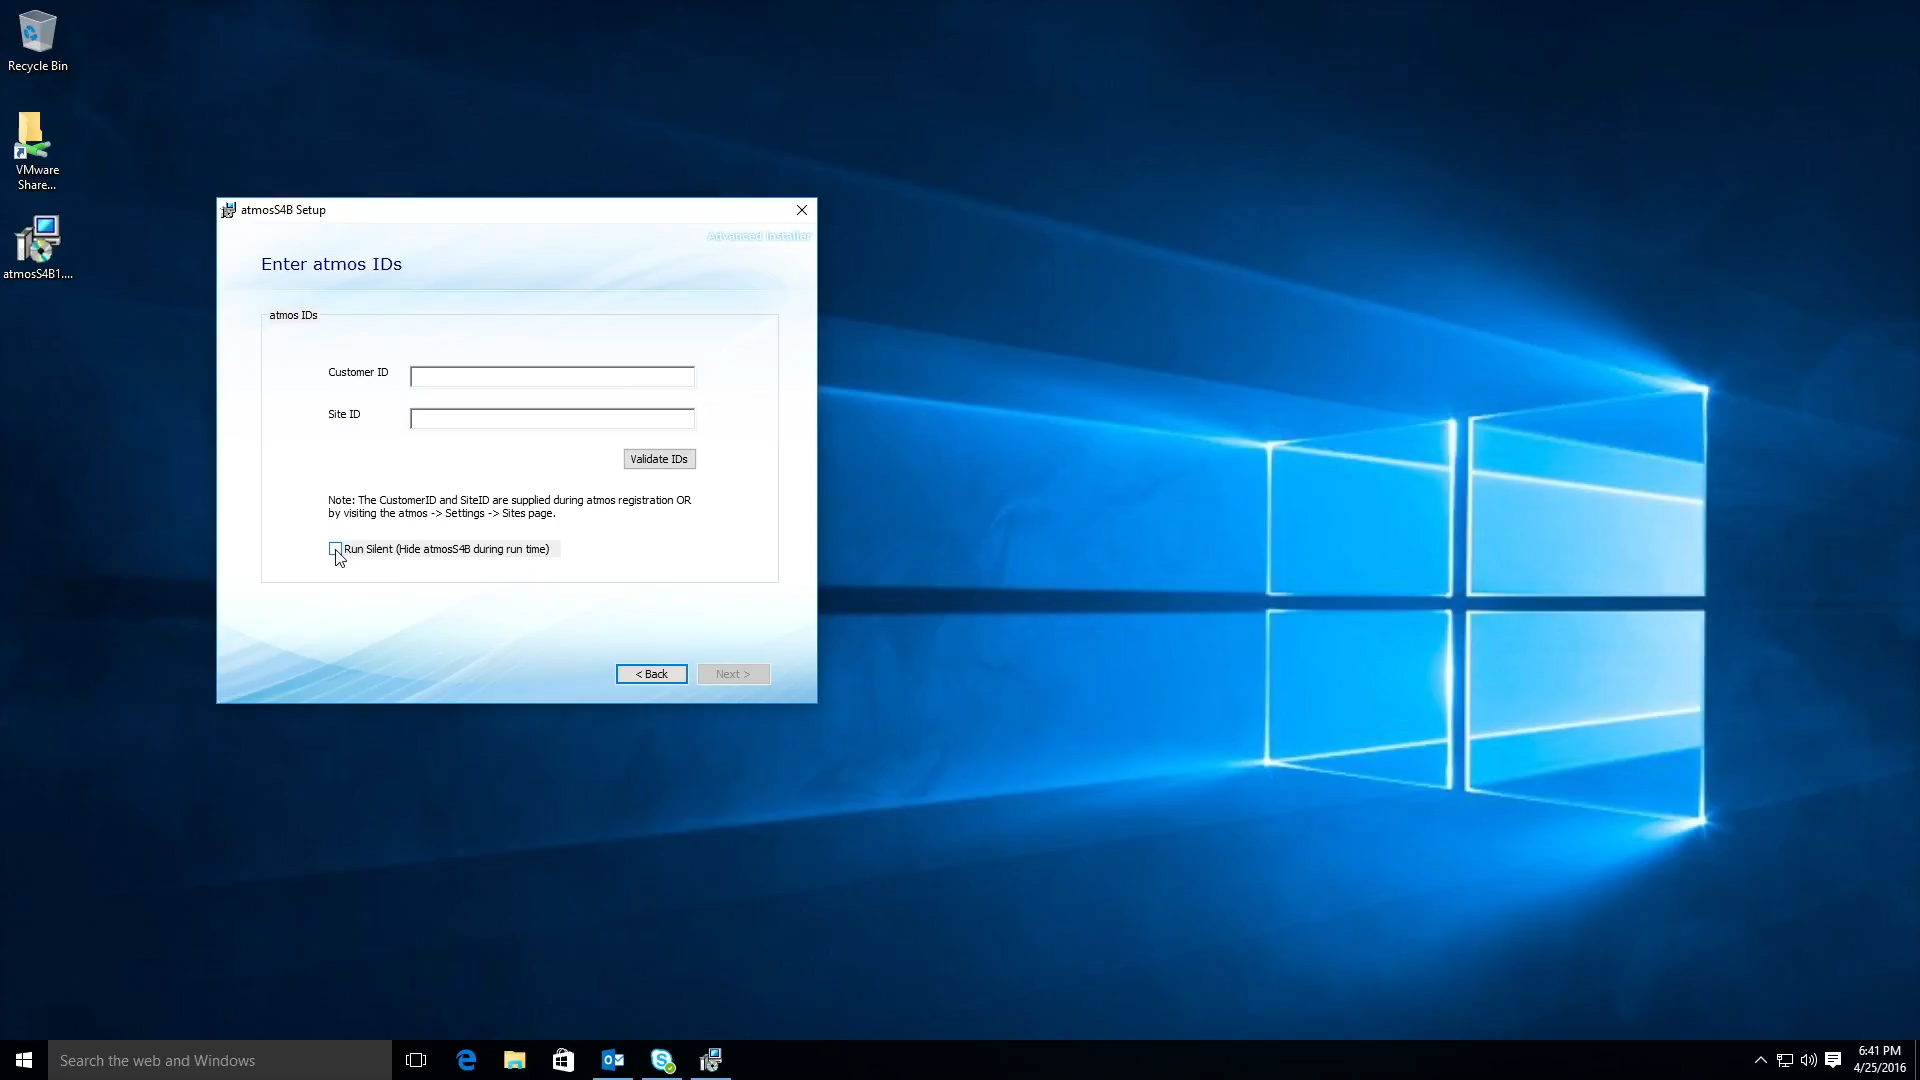 Recycle Bin
VMware
Share...
atmosS4B1....
atmosS4B Setup
Advanced Installer
Enter atmos IDs
atmos IDs
Customer ID
Site ID
Validate IDs
Note: The CustomerID and SiteID are supplied during atmos registration OR
by visiting the atmos -> Settings -> Sites page.
Run Silent (Hide atmosS4B during run time)
< Back
Next >
Search the web and Windows
6:41 PM
4/25/2016